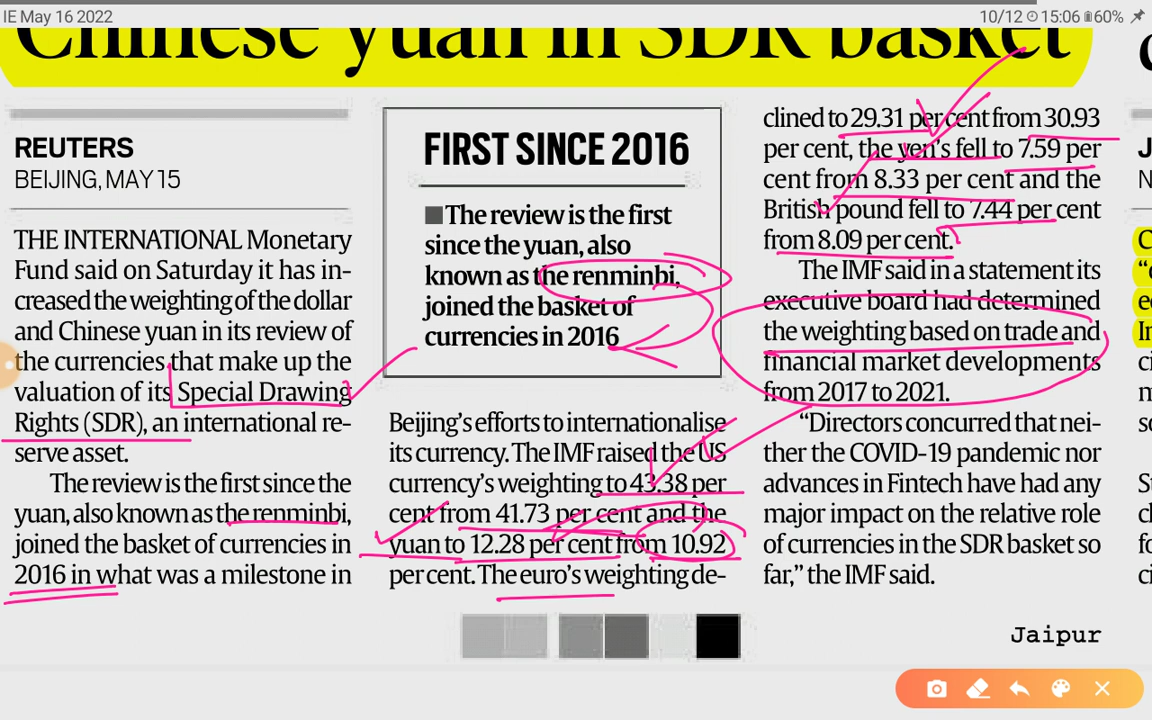 IE May 16 2022
10/12 15:06 60%
Chinese yuan in SDR basket
REUTERS
BEIJING, MAY 15
THE INTERNATIONAL Monetary
Fund said on Saturday it has in-
creased the weighting of the dollar
and Chinese yuan in its review of
the currencies that make up the
valuation of its Special Drawing
Rights (SDR), an international re-
serve asset.
The review is the first since the
yuan, also known as the renminbi,
joined the basket of currencies in
2016 in what was a milestone in
FIRST SINCE 2016
■The review is the first
since the yuan, also
known as the renminbi,
joined the basket of
currencies in 2016
Beijing's efforts to internationalise
its currency. The IMF raised the US
currency's weighting to 43.38 per
cent from 41.73 per cent and the
yuan to 12.28 per cent from 10.92
per cent. The euro's weighting de-
clined to 29.31 per cent from 30.93
per cent, the yen's fell to 7.59 per
cent from 8.33 per cent and the
British pound fell to 7.44 per cent
from 8.09 per cent.
The IMF said in a statement its
executive board had determined
the weighting based on trade and
financial market developments
from 2017 to 2021.
“Directors concurred that nei-
ther the COVID-19 pandemic nor
advances in Fintech have had any
major impact on the relative role
of currencies in the SDR basket so
far,” the IMF said.
Jaipur